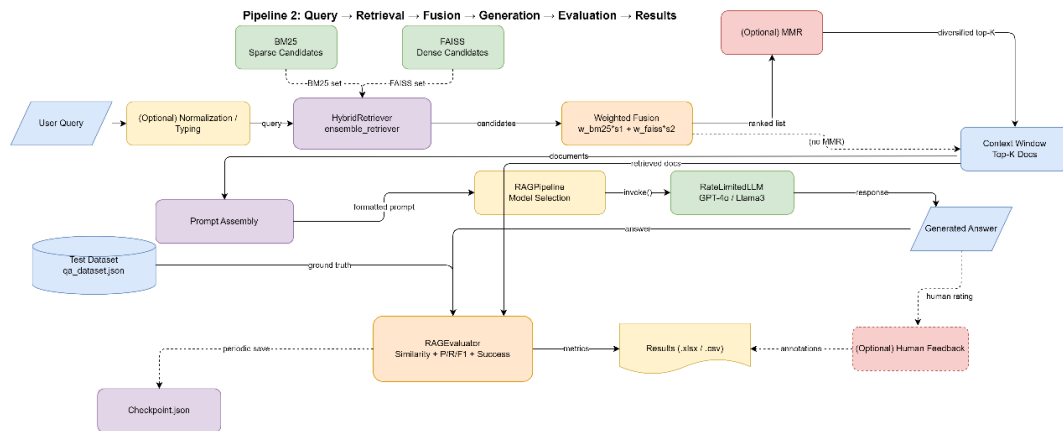 Pipeline 2: Query → Retrieval → Fusion → Generation → Evaluation → Results
BM25
Sparse Candidates
FAISS
Dense Candidates
(Optional) MMR
diversified top-K
BM25 set
FAISS set
User Query
(Optional) Normalization /
Typing
query
HybridRetriever
ensemble_retriever
candidates
Weighted Fusion
w_bm25*s1 + w_faiss*s2
ranked list
(no MMR)
Context Window
Top-K Docs
documents
retrieved docs
Prompt Assembly
formatted prompt
RAGPipeline
Model Selection
invoke()
RateLimitedLLM
GPT-4o / Llama3
response
Generated Answer
answer
Test Dataset
qa_dataset.json
ground truth
human rating
RAGEvaluator
Similarity + P/R/F1 + Success
metrics
Results (.xlsx / .csv)
annotations
(Optional) Human Feedback
periodic save
Checkpoint.json